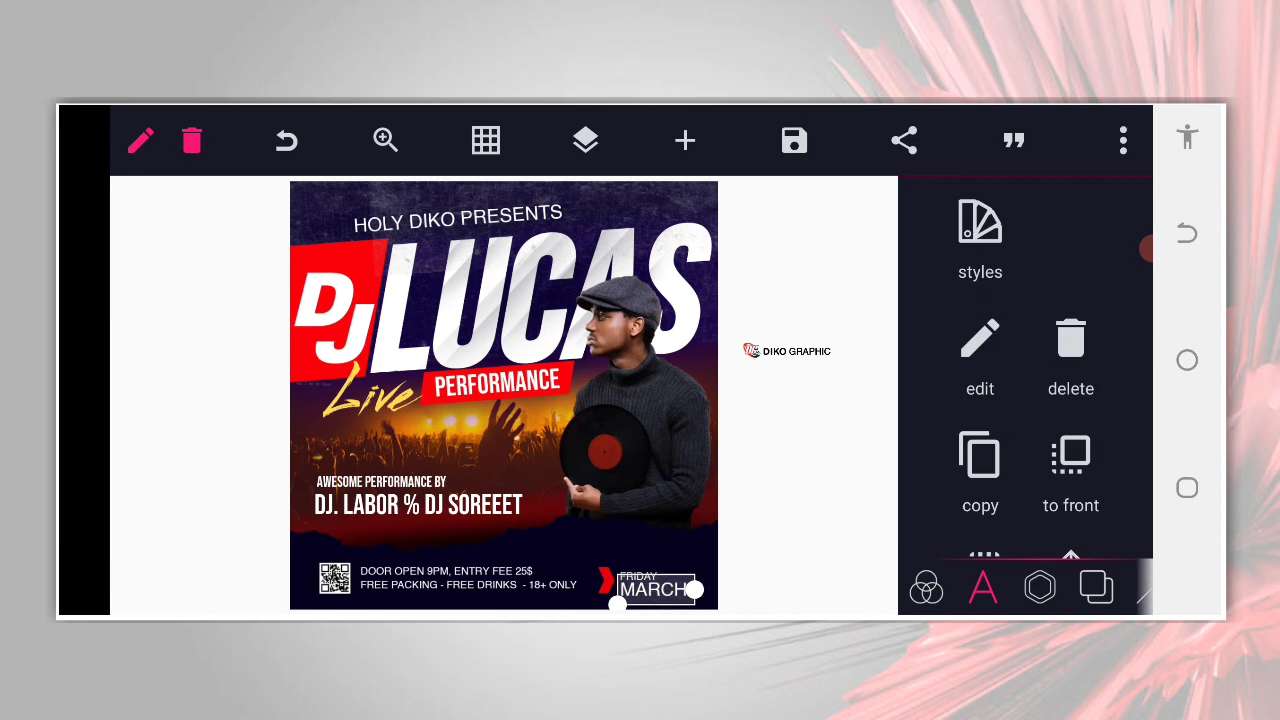 HOLY DIKO PRESENTS
DJ LUCAS
Live PERFORMANCE
AWESOME PERFORMANCE BY
DJ. LABOR % DJ SOREEET
DOOR OPEN 9PM, ENTRY FEE 25$
FREE PACKING - FREE DRINKS - 18+ ONLY
FRIDAY
MARCH
DIKO GRAPHIC
styles
edit
delete
copy
to front